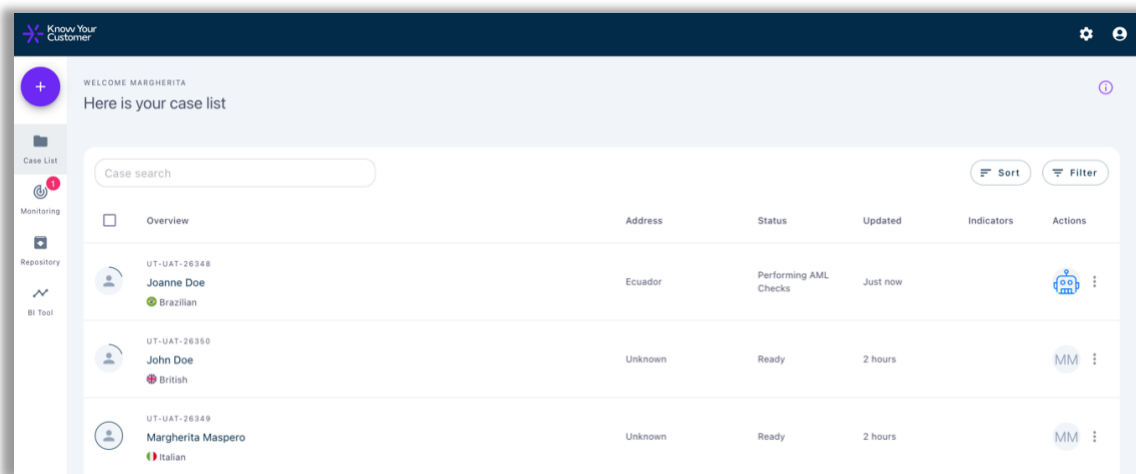 Know Your
Customer
WELCOME MARGHERITA
Here is your case list
Case List
1
Monitoring
Repository
BI Tool
Case search
Sort
Filter
Overview
Address
Status
Updated
Indicators
Actions
UT-UAT-26348
Joanne Doe
Brazilian
Ecuador
Performing AML
Checks
Just now
UT-UAT-26350
John Doe
British
Unknown
Ready
2 hours
MM
UT-UAT-26349
Margherita Maspero
Italian
Unknown
Ready
2 hours
MM